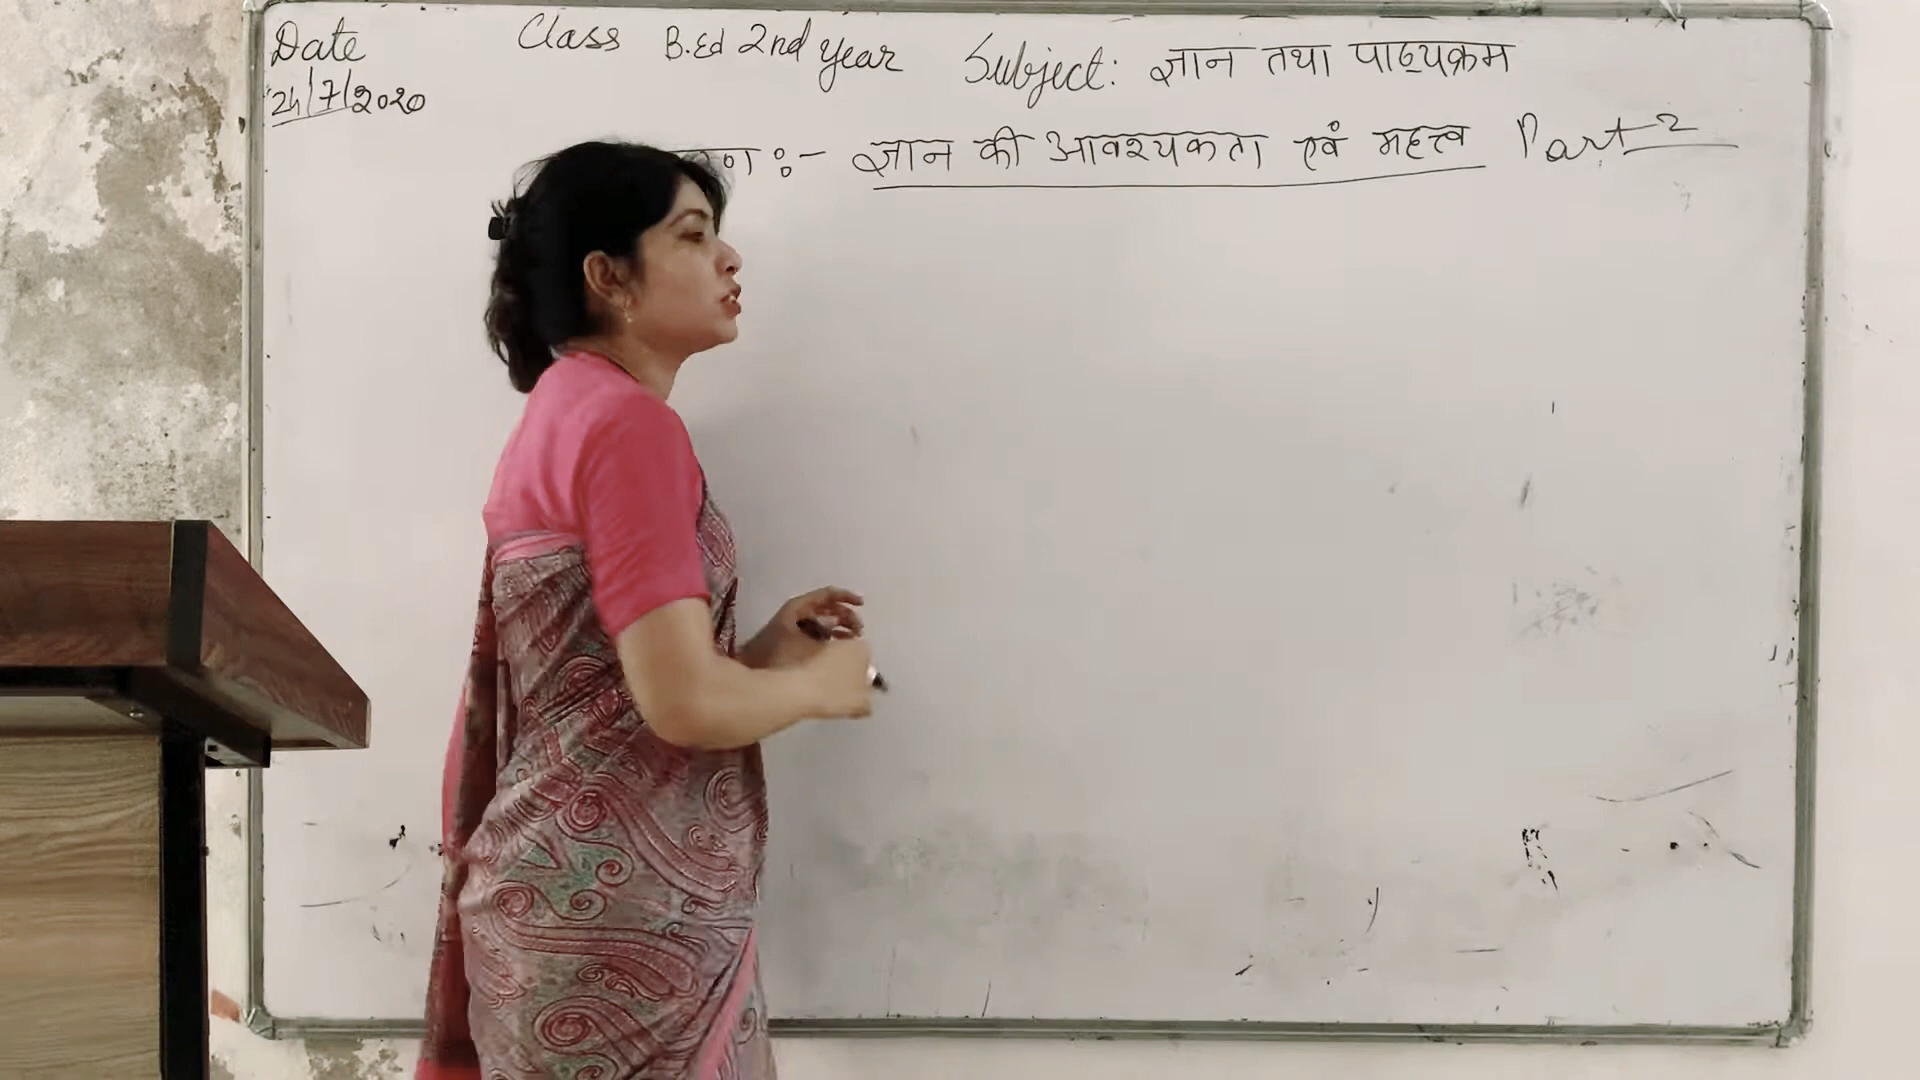 Date Class B.Ed 2nd Year Subject: ज्ञान तथा पाठ्यक्रम
24/7/2020
:- ज्ञान की आवश्यकता एवं महत्व Part-2